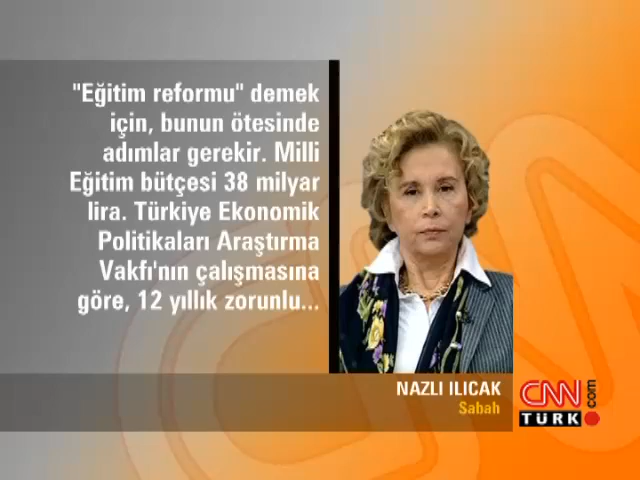 "Eğitim reformu" demek
için, bunun ötesinde
adımlar gerekir. Milli
Eğitim bütçesi 38 milyar
lira. Türkiye Ekonomik
Politikaları Araştırma
Vakfı'nın çalışmasına
göre, 12 yıllık zorunlu...
NAZLI ILICAK
Sabah
CNN
TURK
.com